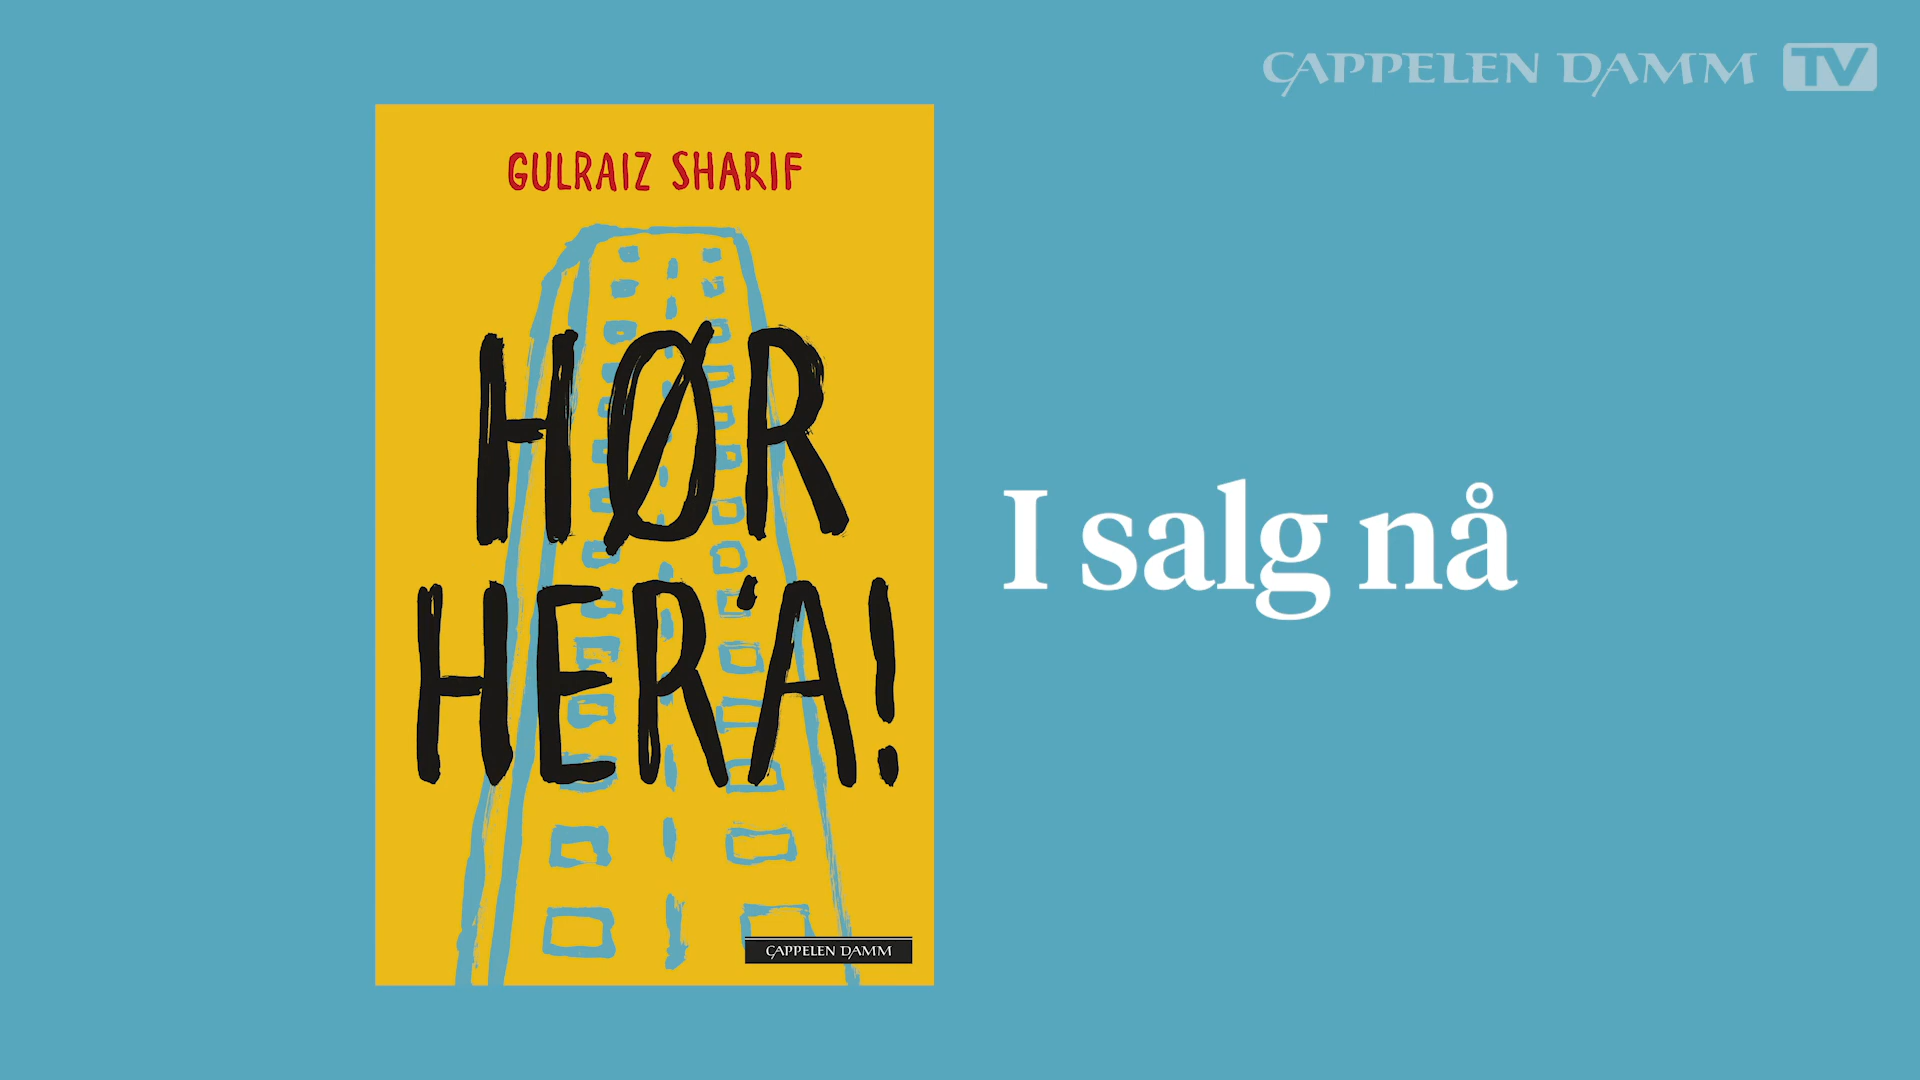 CAPPELEN DAMM TV
GULRAIZ SHARIF
HØR
HER'A!
I salg nå
CAPPELEN DAMM